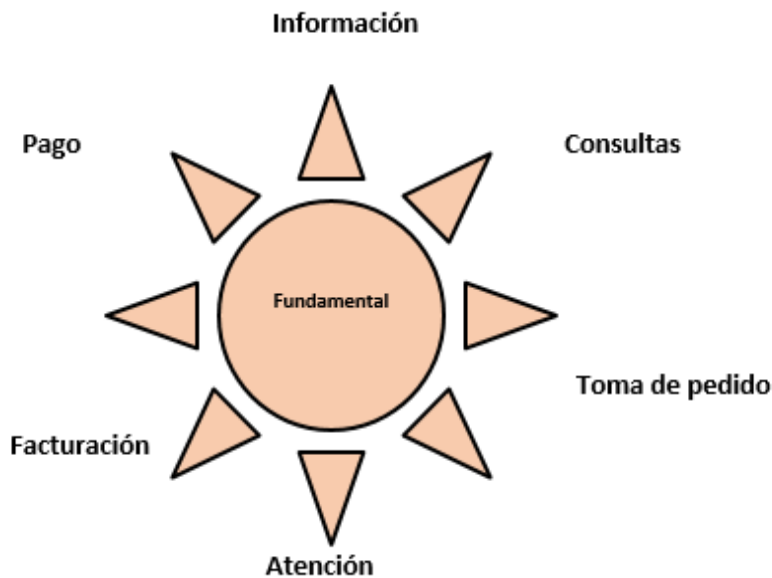 Información
Pago
Consultas
Fundamental
Toma de pedido
Facturación
Atención